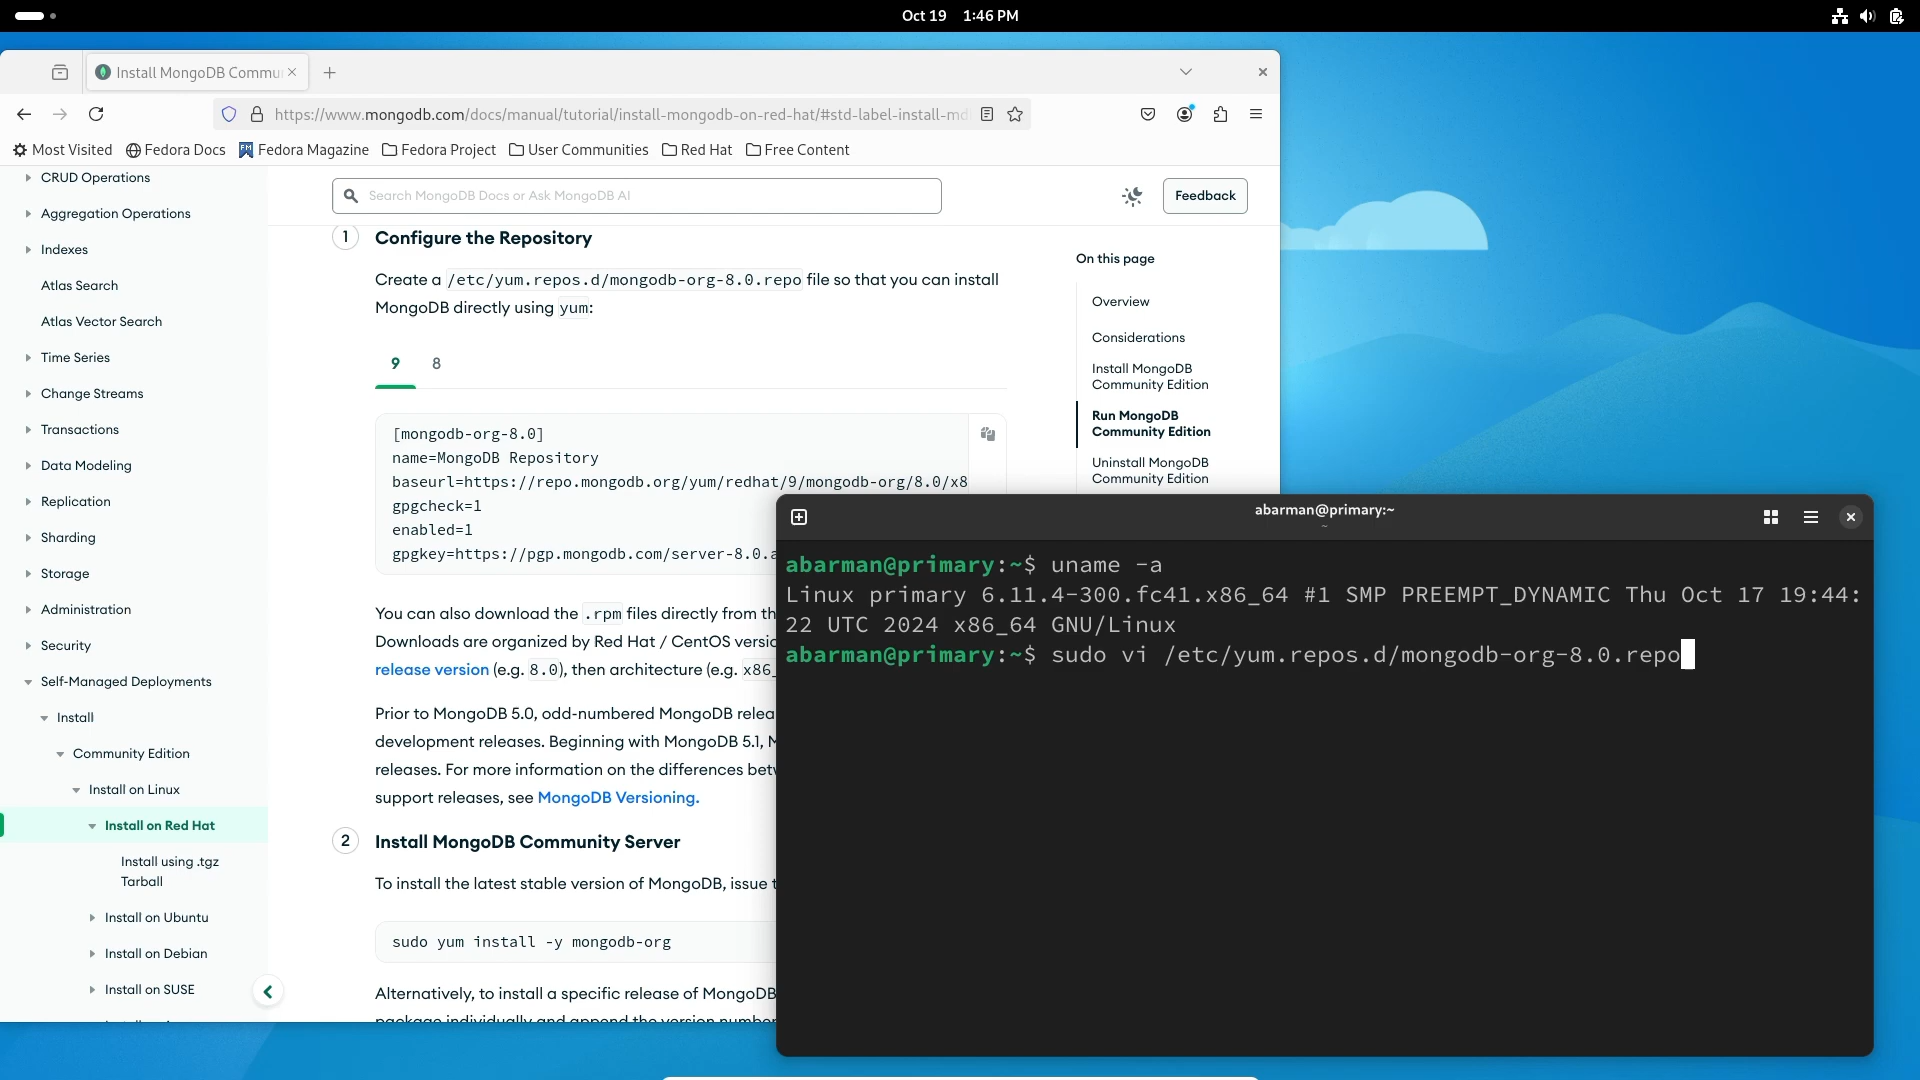 Oct 19 1:46 PM
Install MongoDB Commu
https://www.mongodb.com/docs/manual/tutorial/install-mongodb-on-red-hat/#std-label-install-md
Most Visited Fedora Docs Fedora Magazine Fedora Project User Communities Red Hat Free Content
CRUD Operations
Aggregation Operations
Indexes
Atlas Search
Atlas Vector Search
Time Series
Change Streams
Transactions
Data Modeling
Replication
Sharding
Storage
Administration
Security
Self-Managed Deployments
Install
Community Edition
Install on Linux
Install on Red Hat
Install using .tgz
Tarball
Install on Ubuntu
Install on Debian
Install on SUSE
Search MongoDB Docs or Ask MongoDB AI
Feedback
1 Configure the Repository
Create a /etc/yum.repos.d/mongodb-org-8.0.repo file so that you can install
MongoDB directly using yum:
9 8
[mongodb-org-8.0]
name=MongoDB Repository
baseurl=https://repo.mongodb.org/yum/redhat/9/mongodb-org/8.0/x8
gpgcheck=1
enabled=1
gpgkey=https://pgp.mongodb.com/server-8.0.a
You can also download the .rpm files directly from th
Downloads are organized by Red Hat / CentOS versio
release version (e.g. 8.0), then architecture (e.g. x86_
Prior to MongoDB 5.0, odd-numbered MongoDB relea
development releases. Beginning with MongoDB 5.1, M
releases. For more information on the differences betw
support releases, see MongoDB Versioning.
2 Install MongoDB Community Server
To install the latest stable version of MongoDB, issue t
sudo yum install -y mongodb-org
Alternatively, to install a specific release of MongoDB
package individually and append the version number
On this page
Overview
Considerations
Install MongoDB
Community Edition
Run MongoDB
Community Edition
Uninstall MongoDB
Community Edition
abarman@primary:~
~
abarman@primary:~$ uname -a
Linux primary 6.11.4-300.fc41.x86_64 #1 SMP PREEMPT_DYNAMIC Thu Oct 17 19:44:
22 UTC 2024 x86_64 GNU/Linux
abarman@primary:~$ sudo vi /etc/yum.repos.d/mongodb-org-8.0.repo